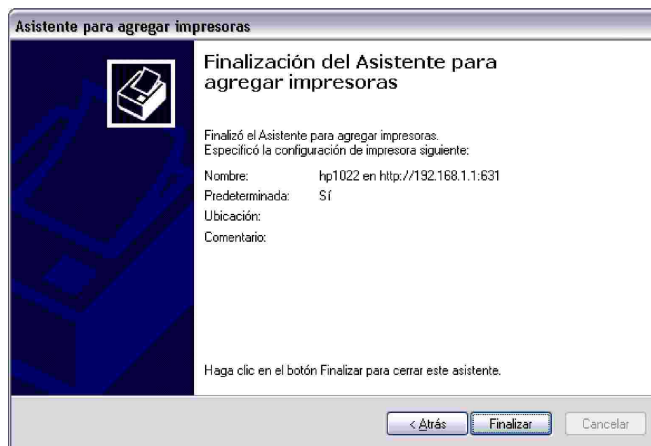 Asistente para agregar impresoras
Finalización del Asistente para
agregar impresoras
Finalizó el Asistente para agregar impresoras.
Especificó la configuración de impresora siguiente:
Nombre: hp1022 en http://192.168.1.1:631
Predeterminada: Sí
Ubicación:
Comentario:
Haga clic en el botón Finalizar para cerrar este asistente.
< Atrás Finalizar Cancelar